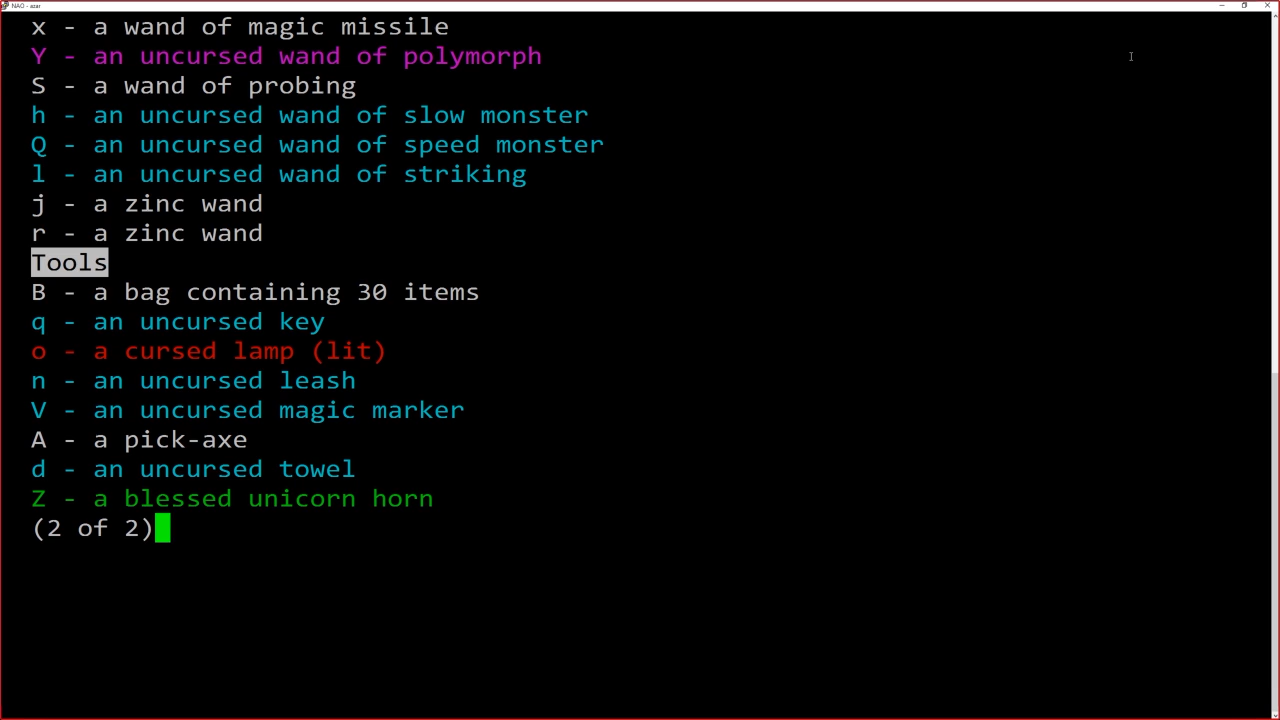 NAO - azar
x - a wand of magic missile
Y - an uncursed wand of polymorph
S - a wand of probing
h - an uncursed wand of slow monster
Q - an uncursed wand of speed monster
l - an uncursed wand of striking
j - a zinc wand
r - a zinc wand
Tools
B - a bag containing 30 items
q - an uncursed key
o - a cursed lamp (lit)
n - an uncursed leash
V - an uncursed magic marker
A - a pick-axe
d - an uncursed towel
Z - a blessed unicorn horn
(2 of 2)